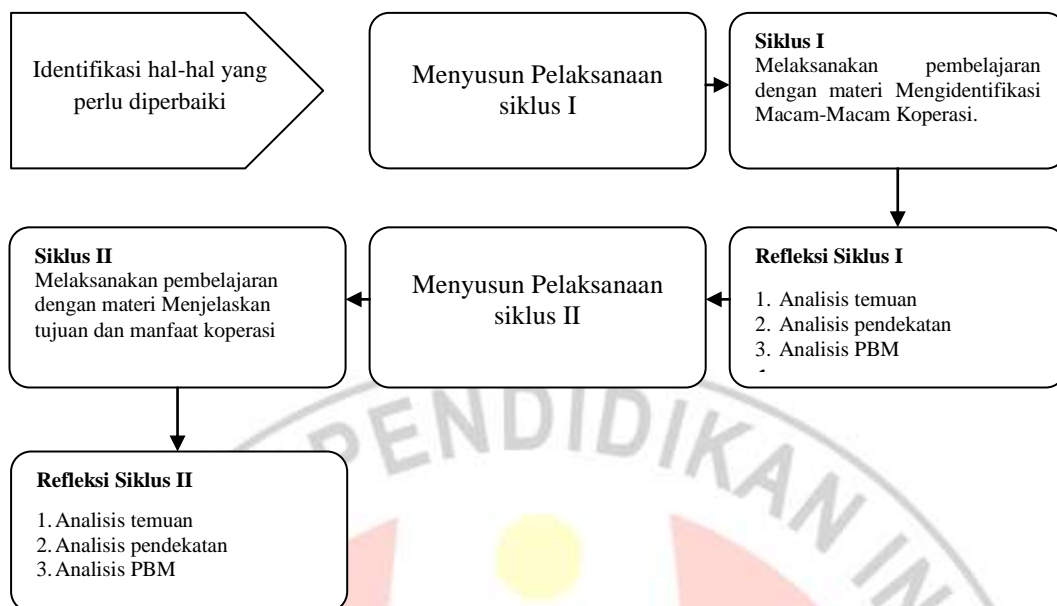 Identifikasi hal-hal yang
perlu diperbaiki
Menyusun Pelaksanaan
siklus I
Siklus I
Melaksanakan pembelajaran
dengan materi Mengidentifikasi
Macam-Macam Koperasi.
Refleksi Siklus I
1. Analisis temuan
2. Analisis pendekatan
3. Analisis PBM
Menyusun Pelaksanaan
siklus II
Siklus II
Melaksanakan pembelajaran
dengan materi Menjelaskan
tujuan dan manfaat koperasi
Refleksi Siklus II
1. Analisis temuan
2. Analisis pendekatan
3. Analisis PBM
PENDIDIKAN